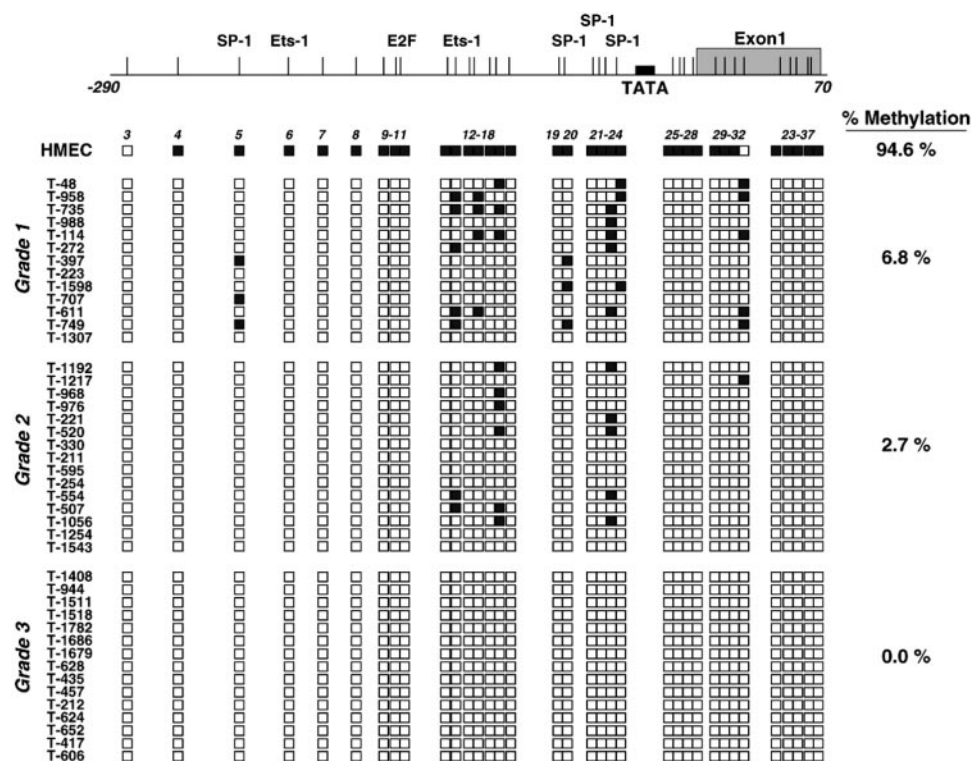 SP-1
SP-1 Ets-1 E2F Ets-1 SP-1 SP-1 Exon1
-290 TATA 70
% Methylation
3 4 5 6 7 8 9-11 12-18 19 20 21-24 25-28 29-32 23-37
HMEC 94.6 %
Grade 1
T-48
T-958
T-735
T-988
T-114
T-272
T-397
6.8 %
T-223
T-1598
T-707
T-611
T-749
T-1307
Grade 2
T-1192
T-1217
T-968
T-976
T-221
T-520
2.7 %
T-330
T-211
T-595
T-254
T-554
T-507
T-1056
T-1254
T-1543
Grade 3
T-1408
T-944
T-1511
T-1518
T-1782
T-1686
T-1679
0.0 %
T-628
T-435
T-457
T-212
T-624
T-652
T-417
T-606